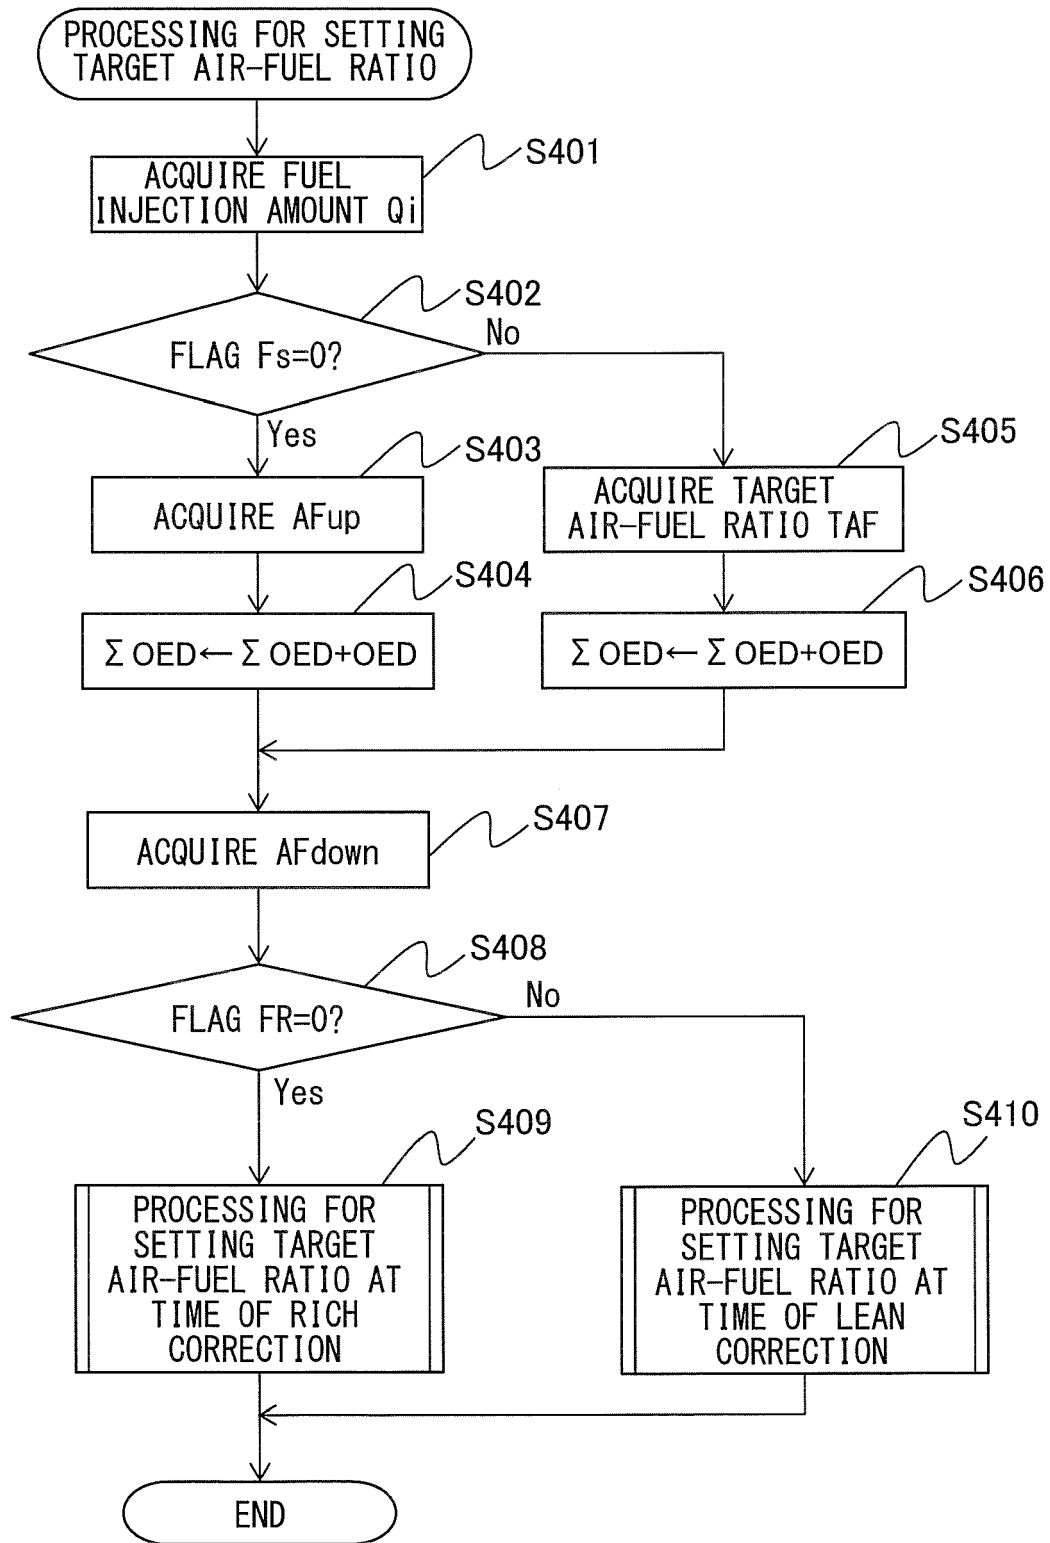 PROCESSING FOR SETTING
TARGET AIR-FUEL RATIO
S401
ACQUIRE FUEL
INJECTION AMOUNT Qi
S402
FLAG Fs=0?
No
Yes
S403
ACQUIRE AFup
S405
ACQUIRE TARGET
AIR-FUEL RATIO TAF
S404
Σ OED← Σ OED+OED
S406
Σ OED← Σ OED+OED
S407
ACQUIRE AFdown
S408
FLAG FR=0?
No
Yes
S409
PROCESSING FOR
SETTING TARGET
AIR-FUEL RATIO AT
TIME OF RICH
CORRECTION
S410
PROCESSING FOR
SETTING TARGET
AIR-FUEL RATIO AT
TIME OF LEAN
CORRECTION
END